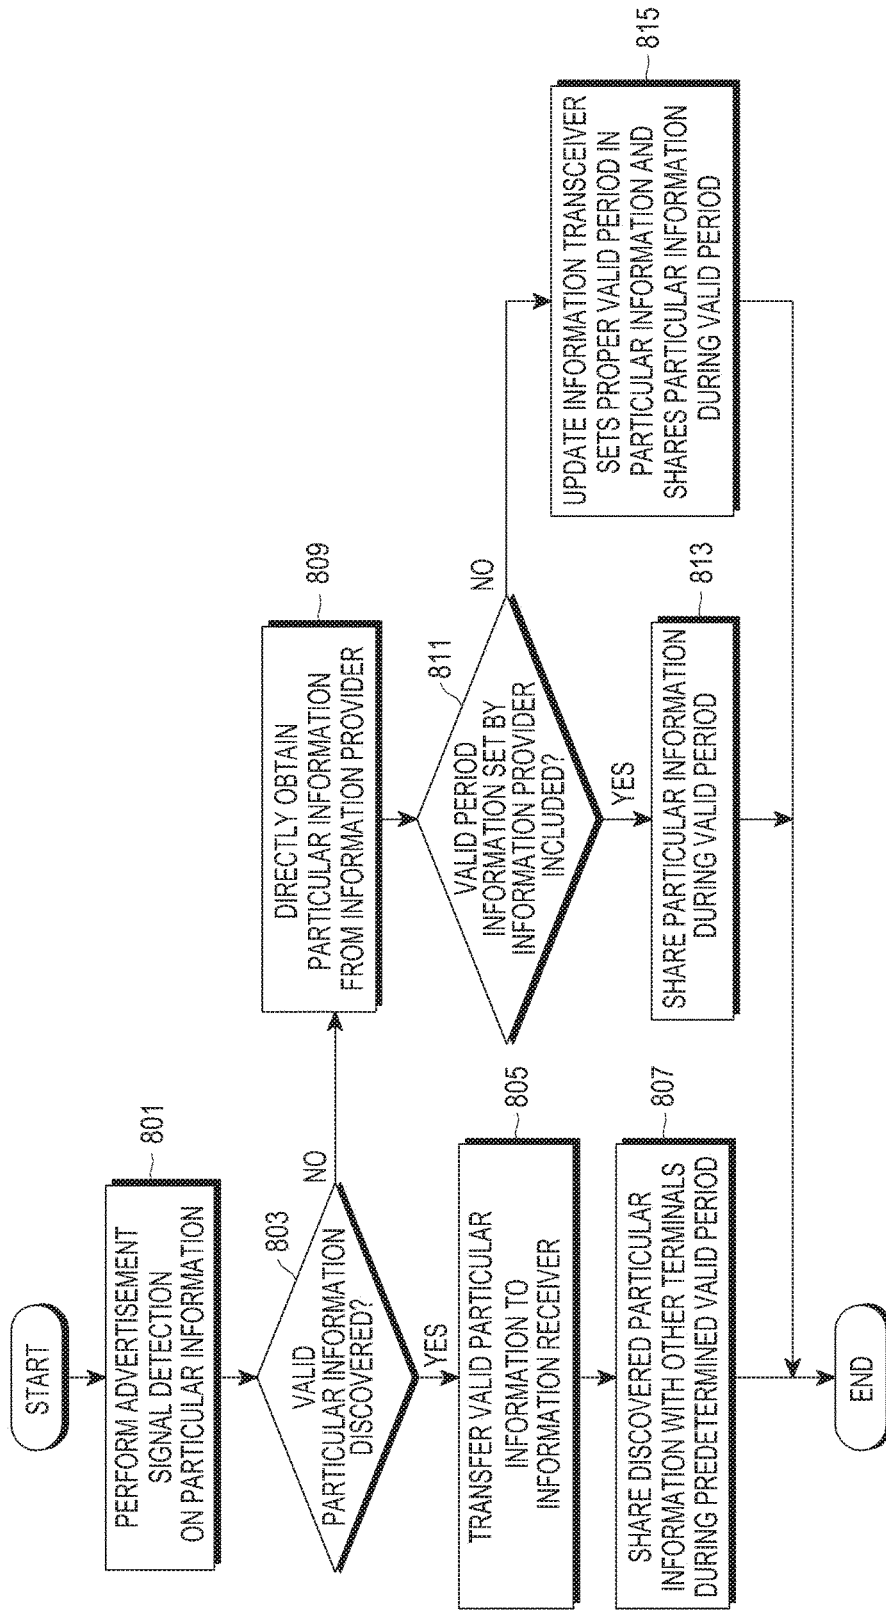 START
PERFORM ADVERTISEMENT
SIGNAL DETECTION
ON PARTICULAR INFORMATION
801
VALID
PARTICULAR INFORMATION
DISCOVERED?
803
NO
YES
TRANSFER VALID PARTICULAR
INFORMATION TO
INFORMATION RECEIVER
805
SHARE DISCOVERED PARTICULAR
INFORMATION WITH OTHER TERMINALS
DURING PREDETERMINED VALID PERIOD
807
END
DIRECTLY OBTAIN
PARTICULAR INFORMATION
FROM INFORMATION PROVIDER
809
VALID PERIOD
INFORMATION SET BY
INFORMATION PROVIDER
INCLUDED?
811
NO
YES
SHARE PARTICULAR INFORMATION
DURING VALID PERIOD
813
UPDATE INFORMATION TRANSCEIVER
SETS PROPER VALID PERIOD IN
PARTICULAR INFORMATION AND
SHARES PARTICULAR INFORMATION
DURING VALID PERIOD
815